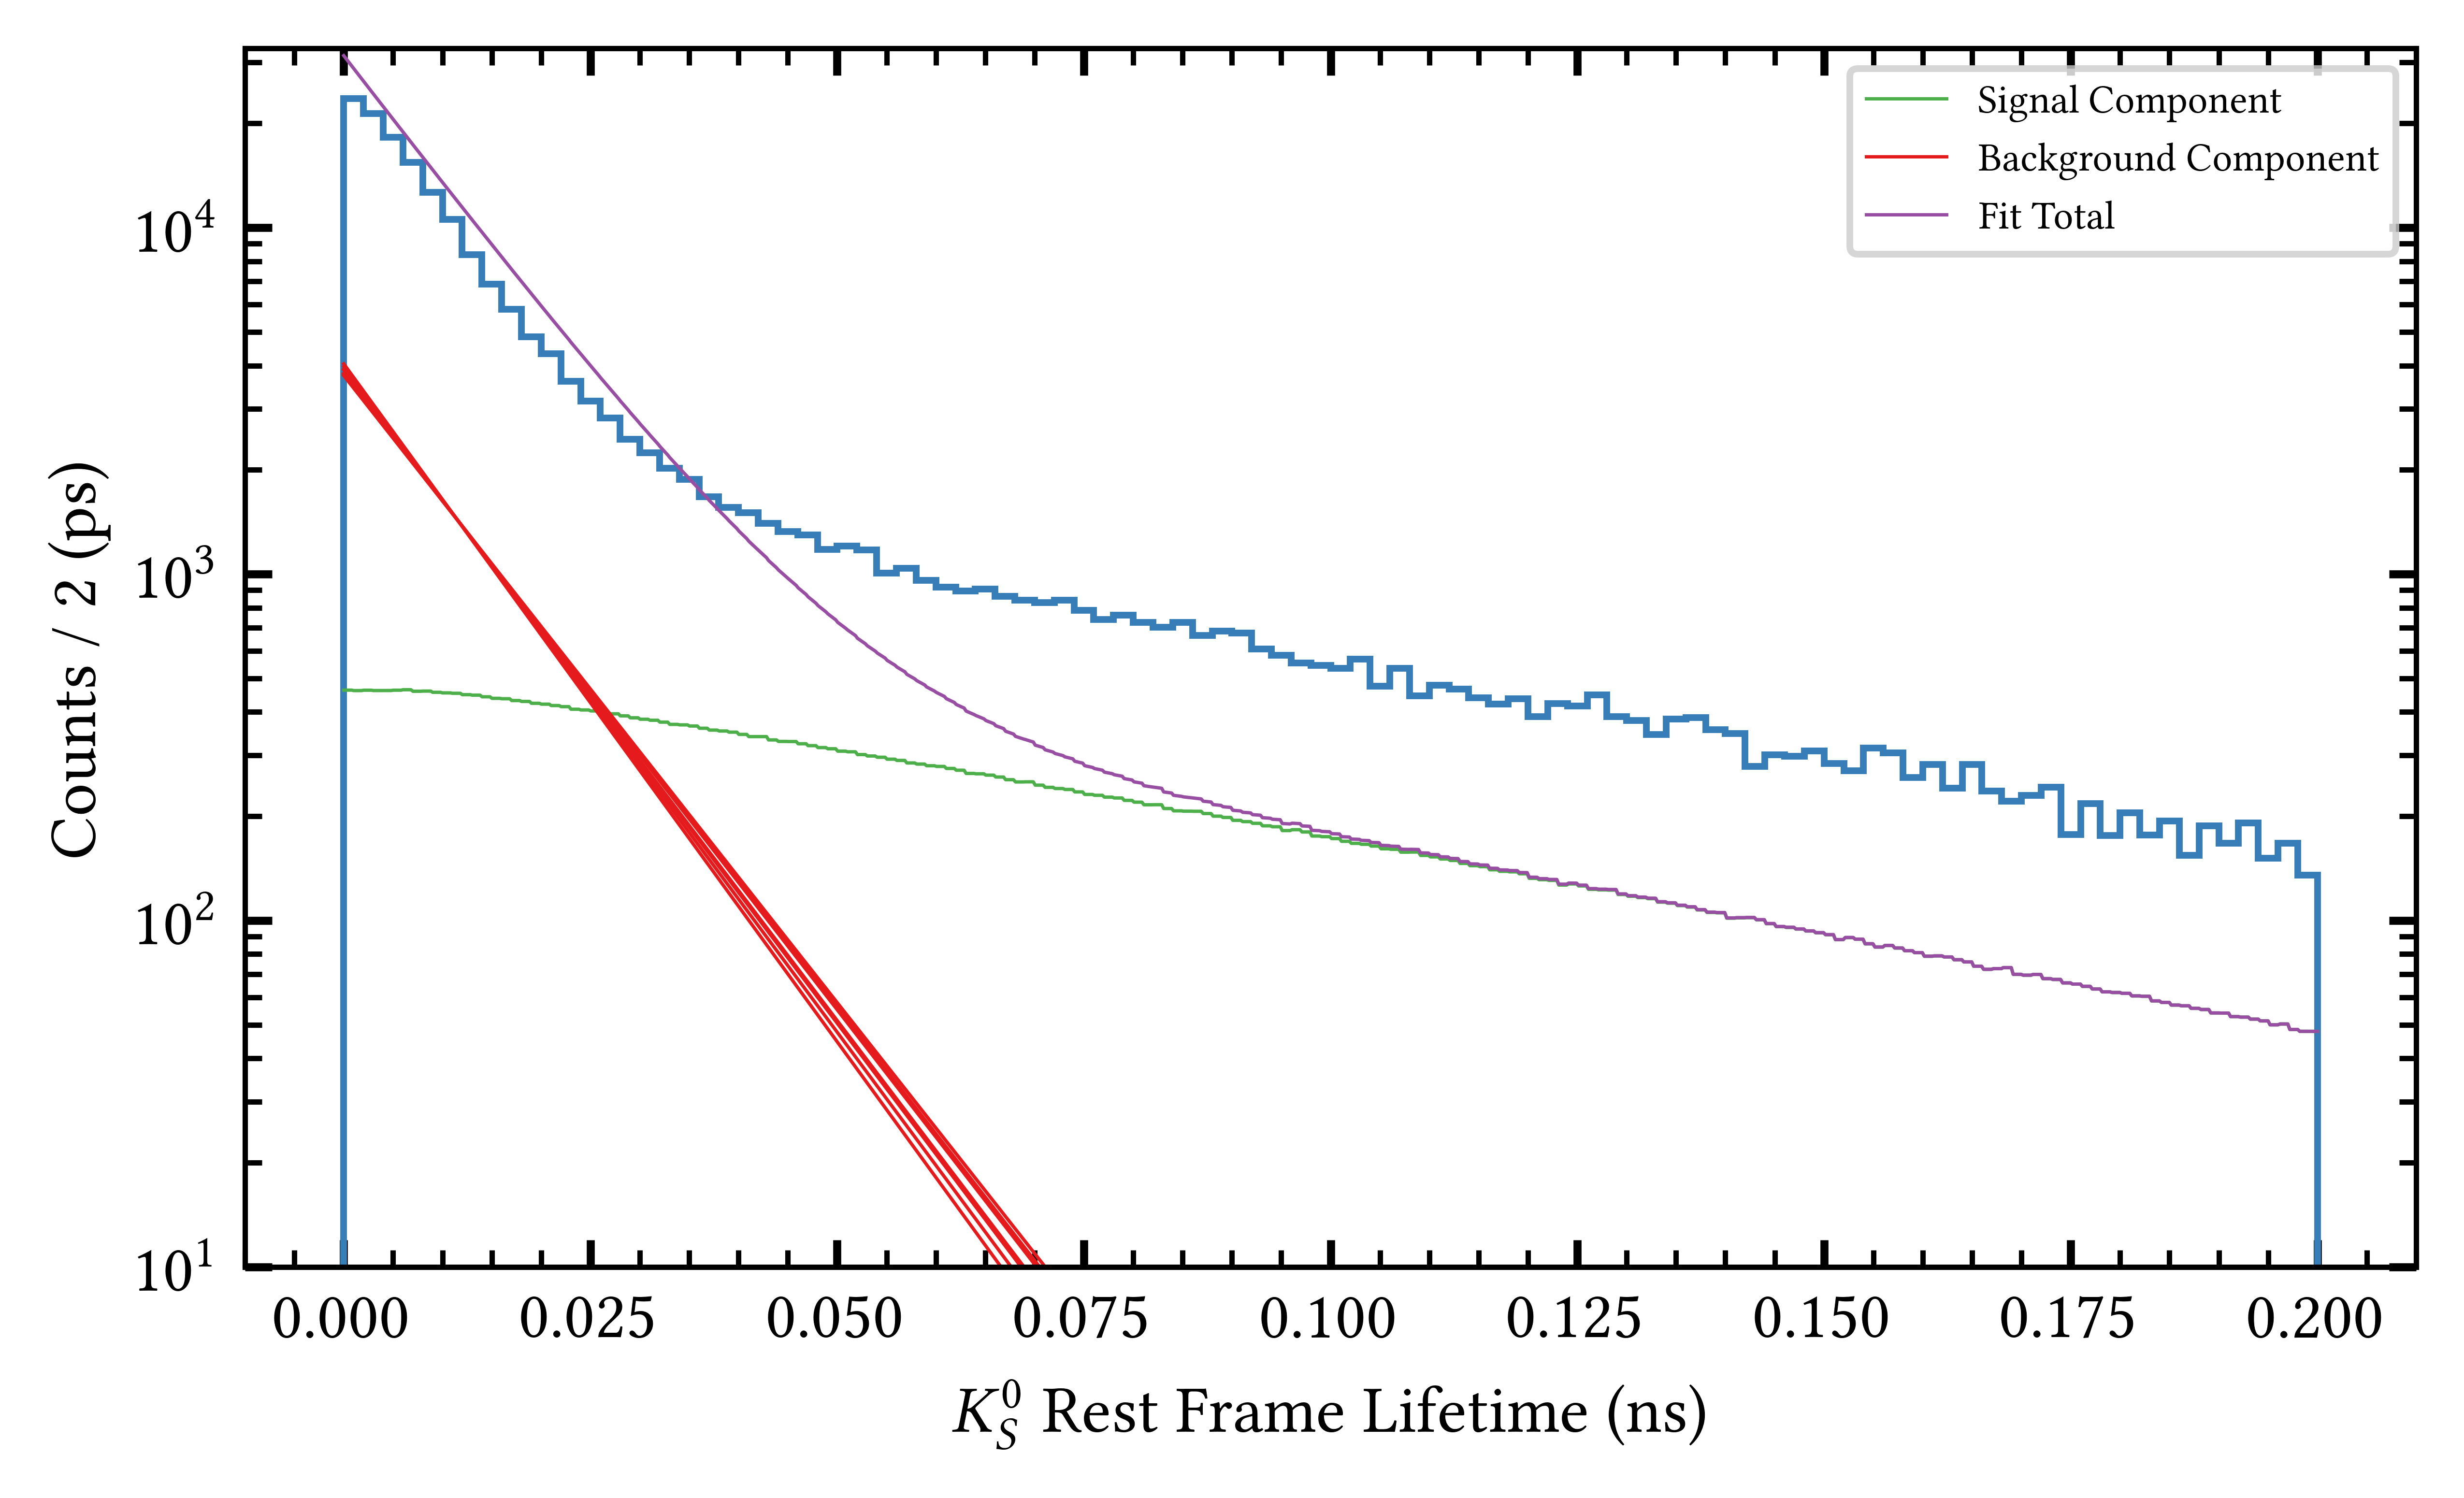 Signal Component
Background Component
Fit Total
10^4
10^3
10^2
10^1
Counts / 2 (ps)
0.000 0.025 0.050 0.075 0.100 0.125 0.150 0.175 0.200
K_S^0 Rest Frame Lifetime (ns)